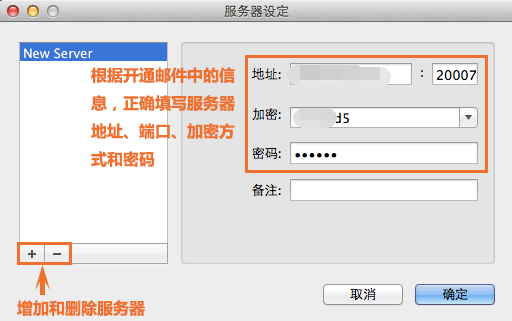 服务器设定
New Server
根据开通邮件中的信
息，正确填写服务器
地址、端口、加密方
式和密码
地址:
: 20007
加密:
d5
密码: ••••••
备注:
+ −
增加和删除服务器
取消
确定